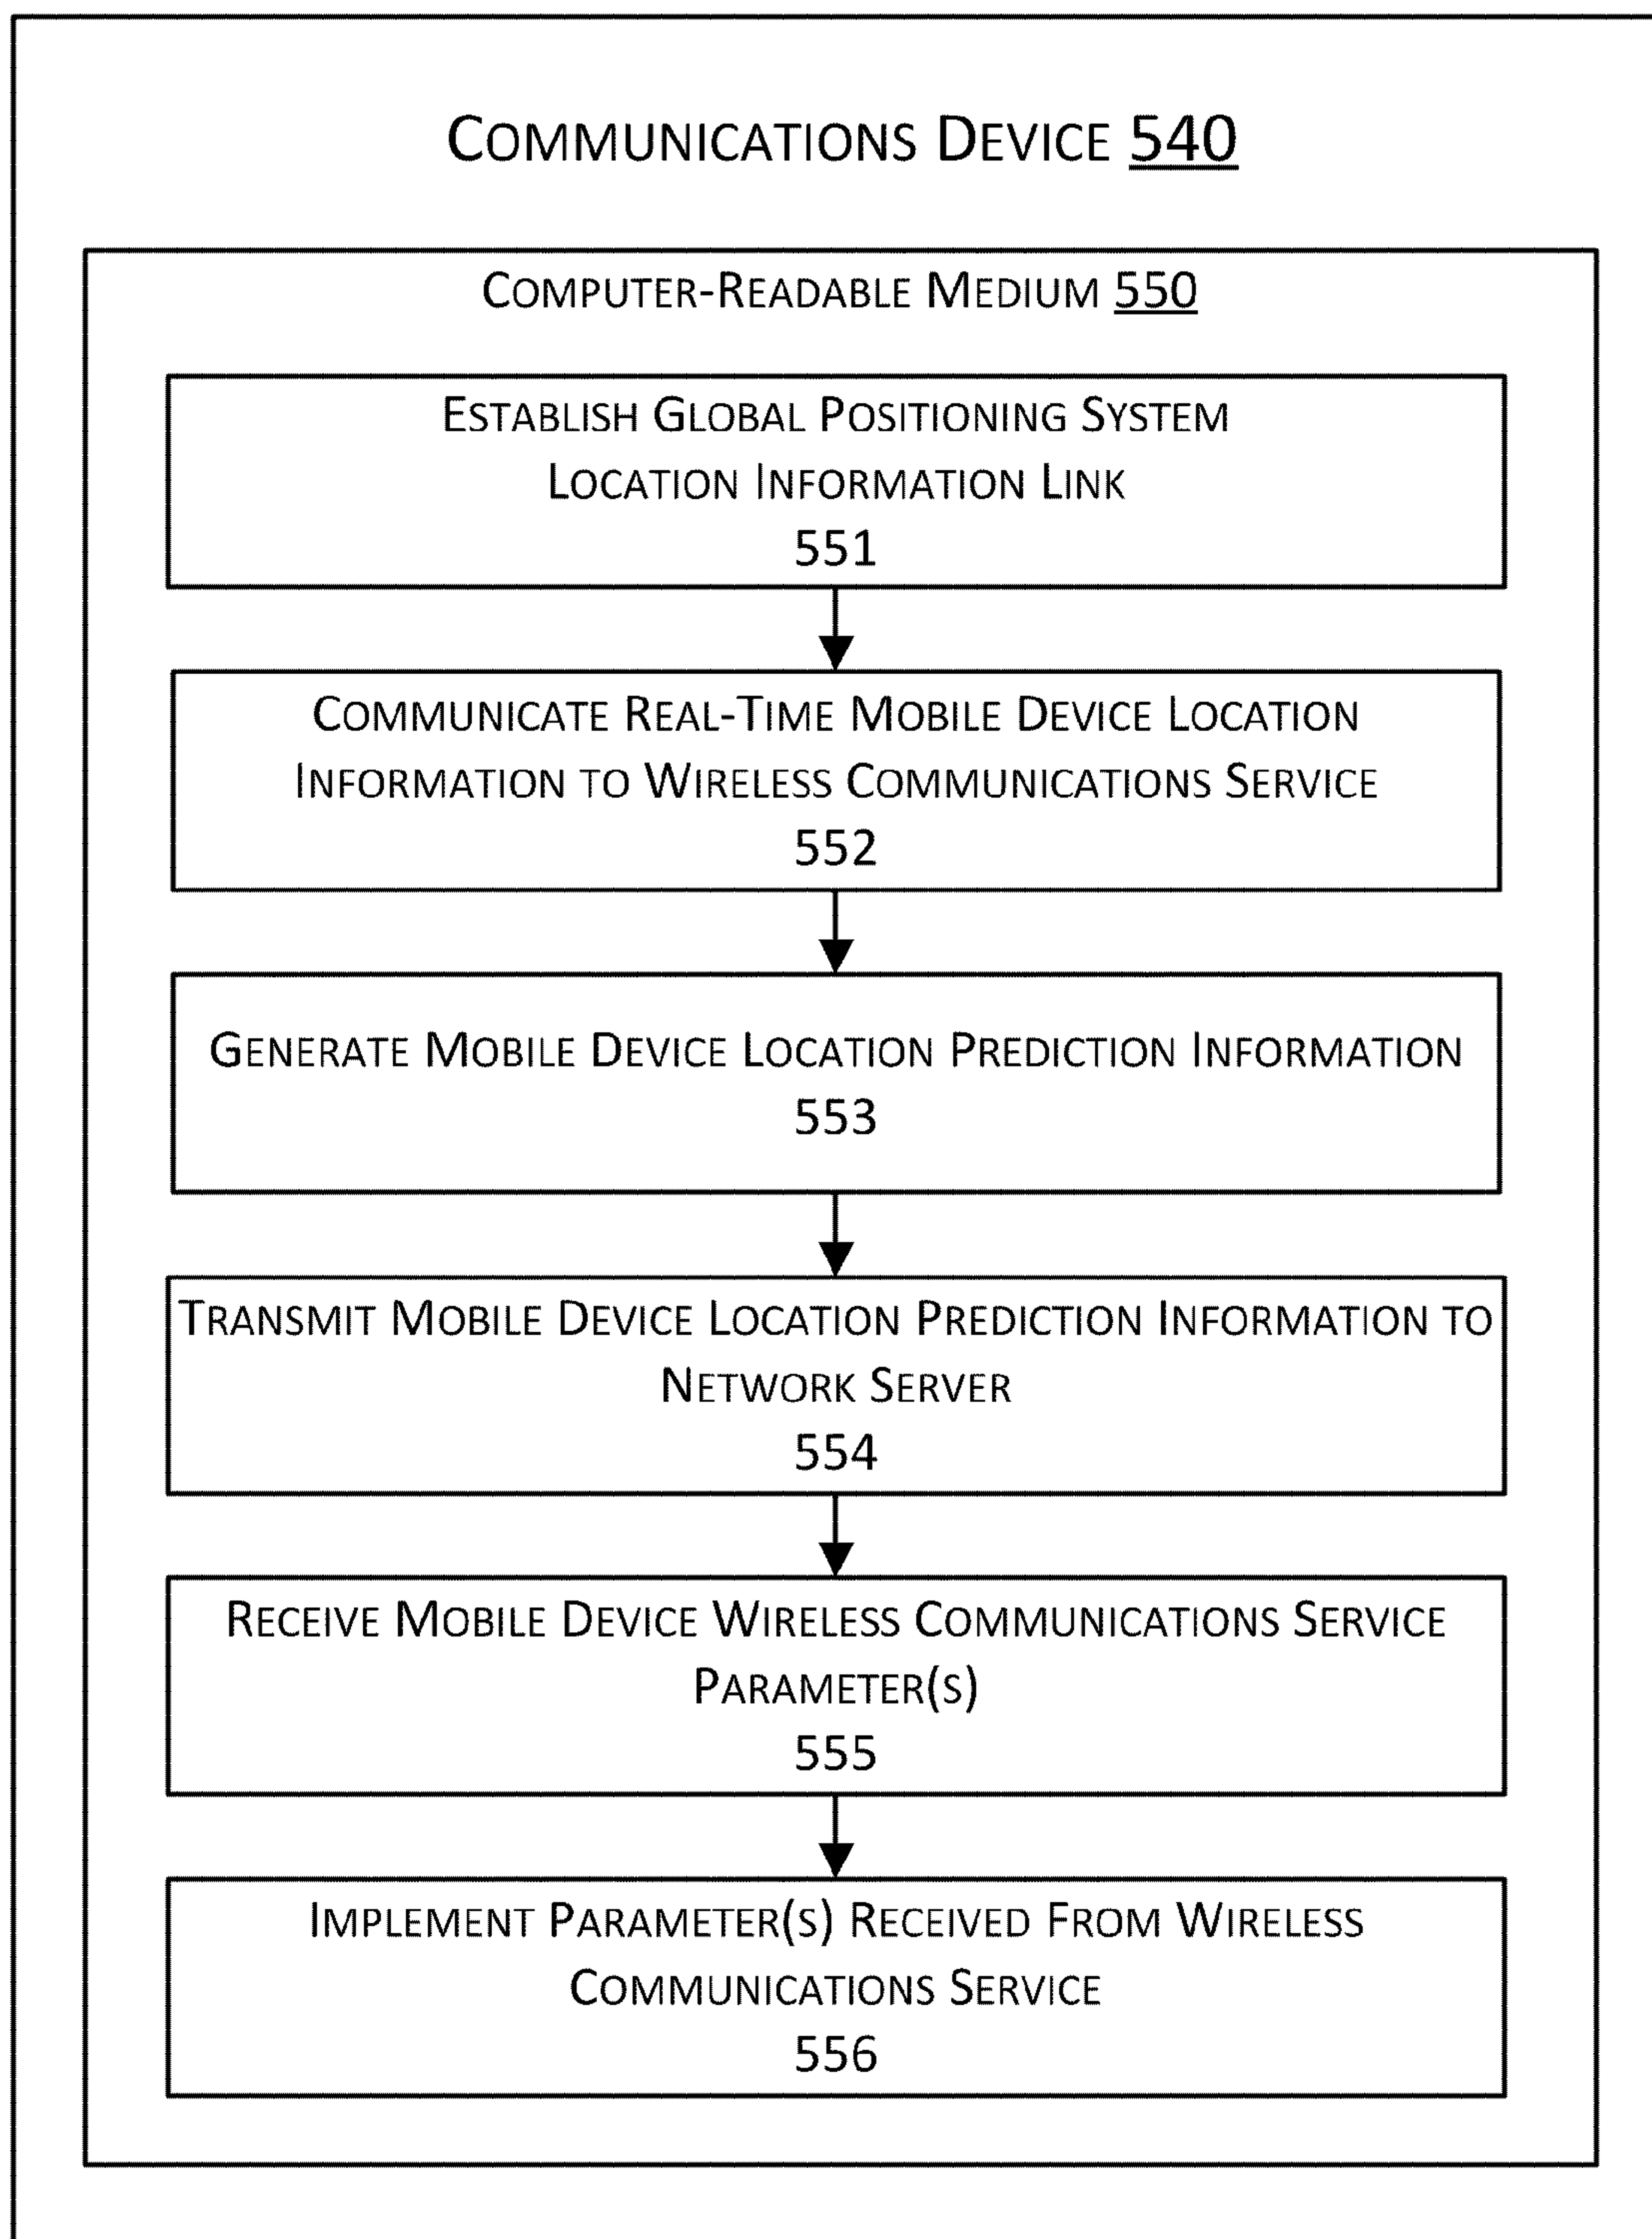 COMMUNICATIONS DEVICE 540
COMPUTER-READABLE MEDIUM 550
ESTABLISH GLOBAL POSITIONING SYSTEM
LOCATION INFORMATION LINK
551
COMMUNICATE REAL-TIME MOBILE DEVICE LOCATION
INFORMATION TO WIRELESS COMMUNICATIONS SERVICE
552
GENERATE MOBILE DEVICE LOCATION PREDICTION INFORMATION
553
TRANSMIT MOBILE DEVICE LOCATION PREDICTION INFORMATION TO
NETWORK SERVER
554
RECEIVE MOBILE DEVICE WIRELESS COMMUNICATIONS SERVICE
PARAMETER(S)
555
IMPLEMENT PARAMETER(S) RECEIVED FROM WIRELESS
COMMUNICATIONS SERVICE
556